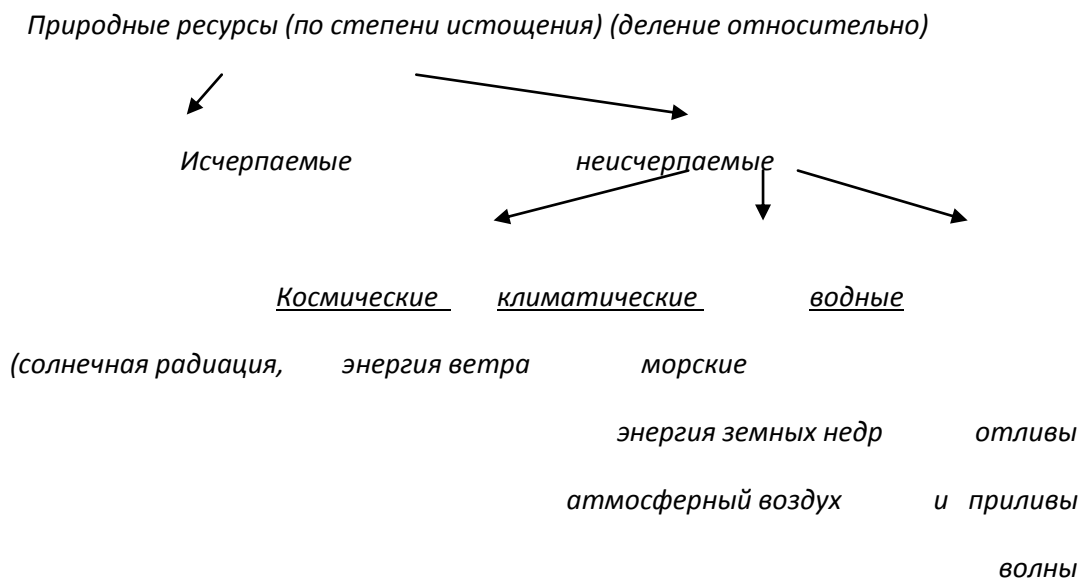 Природные ресурсы (по степени истощения) (деление относительно)
Исчерпаемые неисчерпаемые
Космические климатические водные
(солнечная радиация, энергия ветра морские
энергия земных недр отливы
атмосферный воздух и приливы
волны